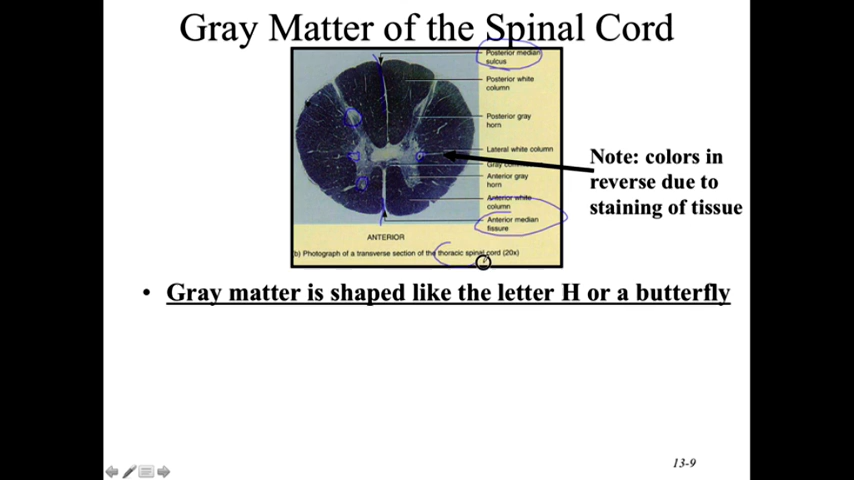 Gray Matter of the Spinal Cord
Posterior median
sulcus
Posterior white
column
Posterior gray
horn
Lateral white column
Gray
Anterior gray
horn
Anterior white
column
Anterior median
fissure
ANTERIOR
b) Photograph of a transverse section of the thoracic spinal cord (20x)
Note: colors in
reverse due to
staining of tissue
• Gray matter is shaped like the letter H or a butterfly
13-9